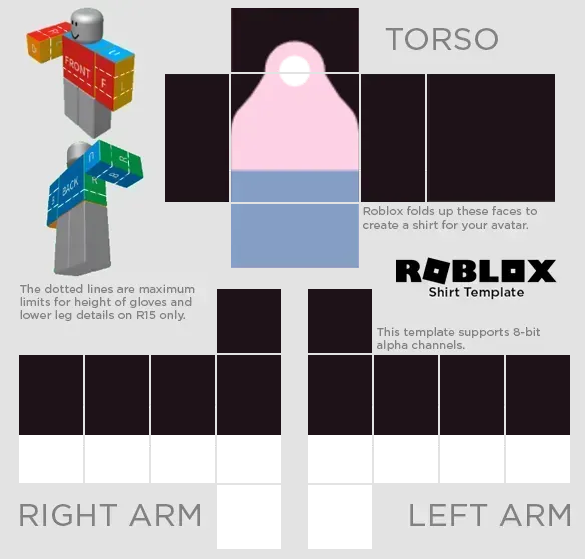 TORSO
FRONT
F
L
BACK
R
Roblox folds up these faces to
create a shirt for your avatar.
ROBLOX
Shirt Template
The dotted lines are maximum
limits for height of gloves and
lower leg details on R15 only.
This template supports 8-bit
alpha channels.
RIGHT ARM
LEFT ARM